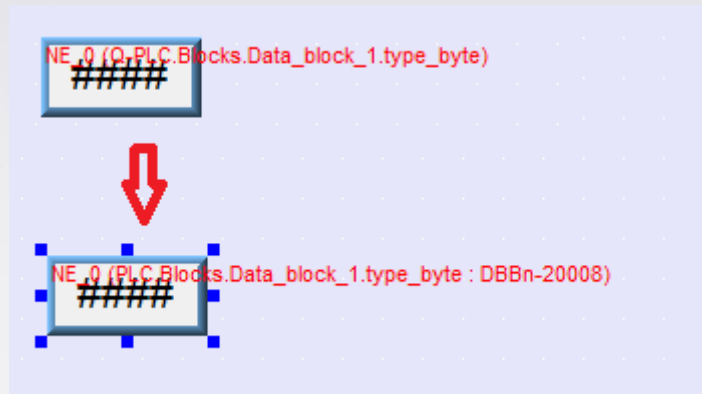 NE_0 (Q-PLC.Blocks.Data_block_1.type_byte)
####
NE_0 (PLC.Blocks.Data_block_1.type_byte : DBBn-20008)
####